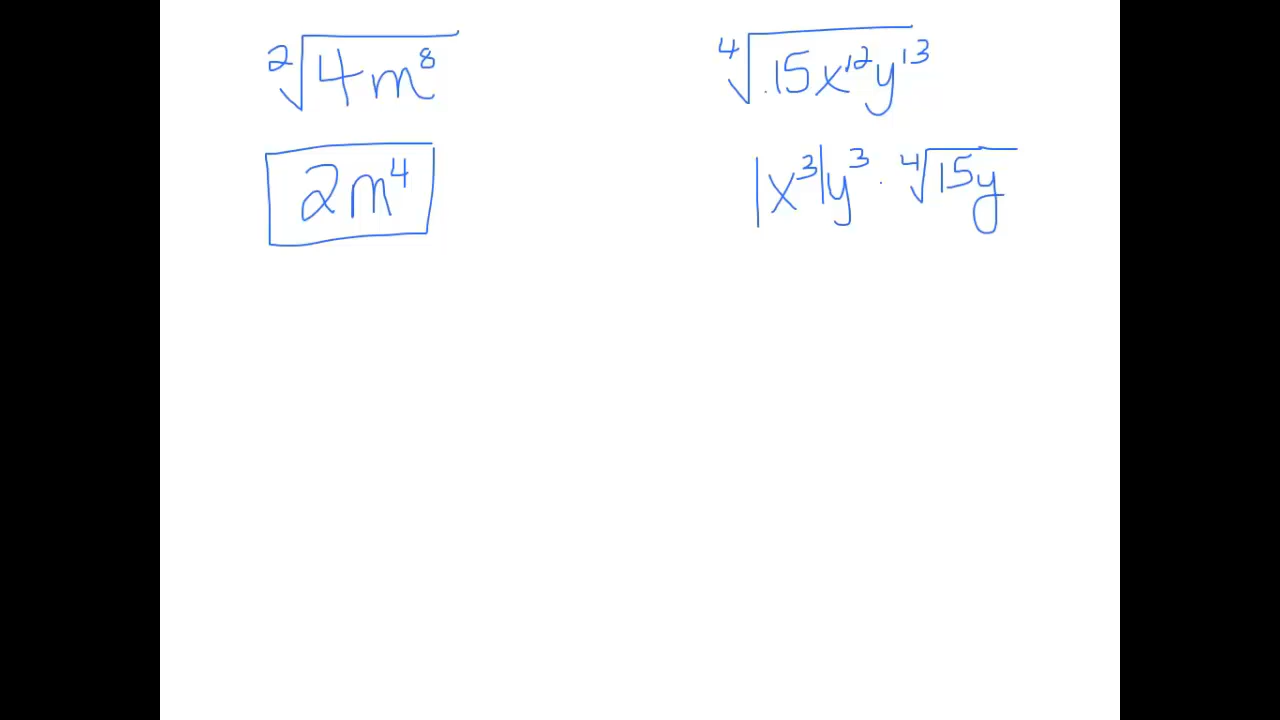 ²√4m⁸
2m⁴
⁴√15x¹²y¹³
|x³|y³ · ⁴√15y